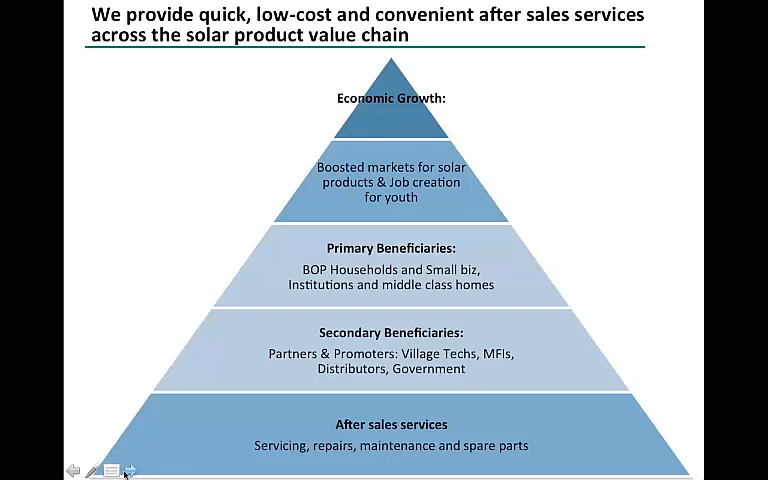 We provide quick, low-cost and convenient after sales services
across the solar product value chain
Economic Growth:
Boosted markets for solar
products & Job creation
for youth
Primary Beneficiaries:
BOP Households and Small biz,
Institutions and middle class homes
Secondary Beneficiaries:
Partners & Promoters: Village Techs, MFIs,
Distributors, Government
After sales services
Servicing, repairs, maintenance and spare parts